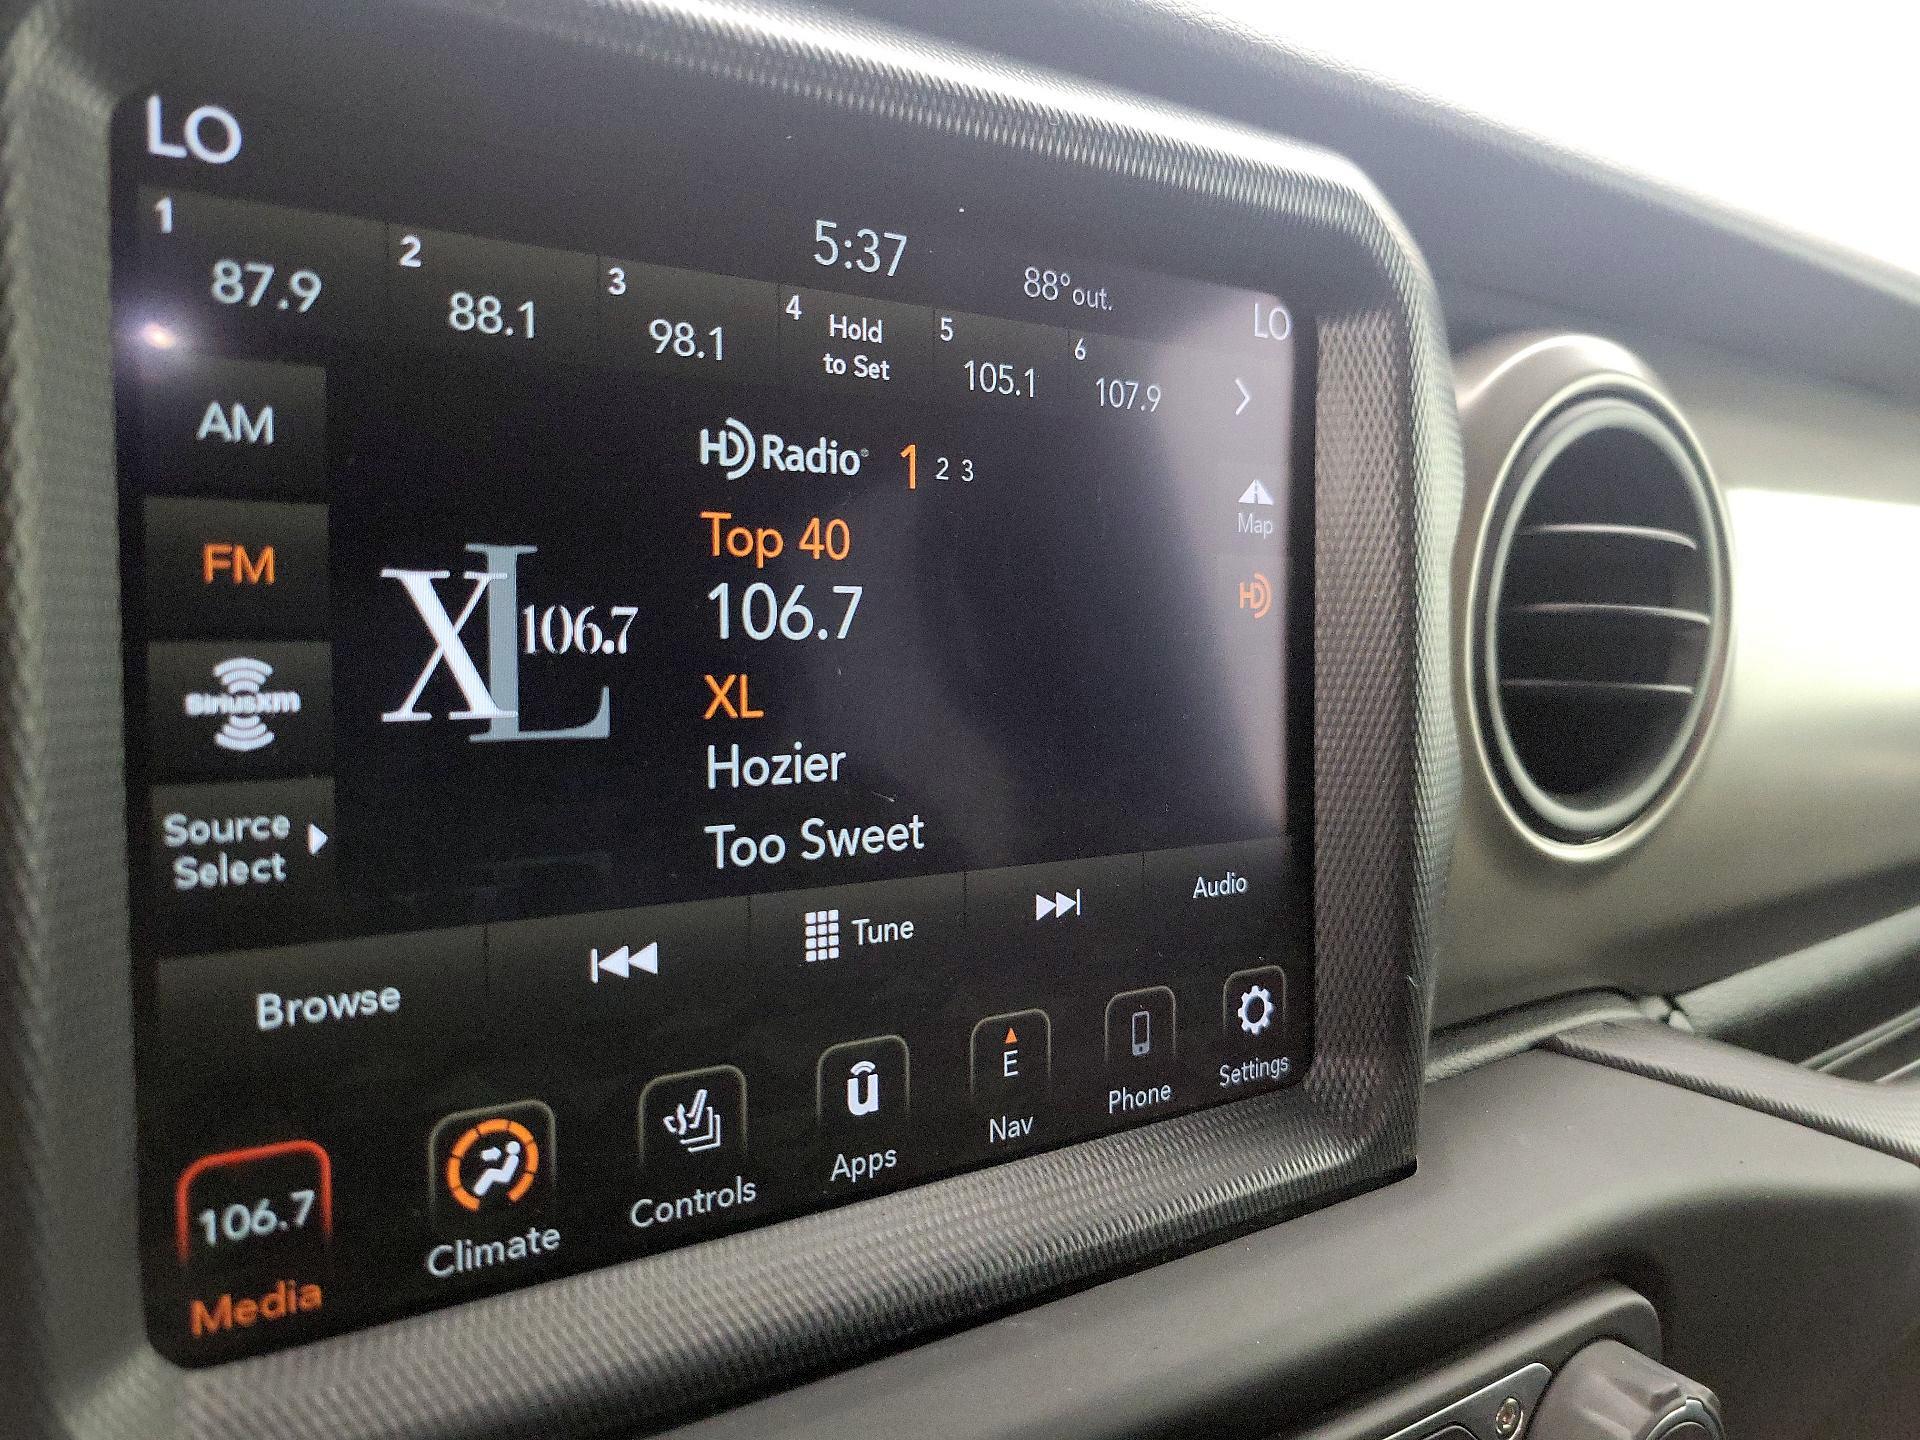 LO
5:37
88° out.
LO
1 87.9
2 88.1
3 98.1
4 Hold
to Set
5 105.1
6 107.9
AM
FM
SiriusXM
Source
Select
XL 106.7
HD Radio® 1 2 3
Top 40
106.7
XL
Hozier
Too Sweet
Map
HD
Browse
Tune
Audio
106.7
Media
Climate
Controls
u
Apps
E
Nav
Phone
Settings